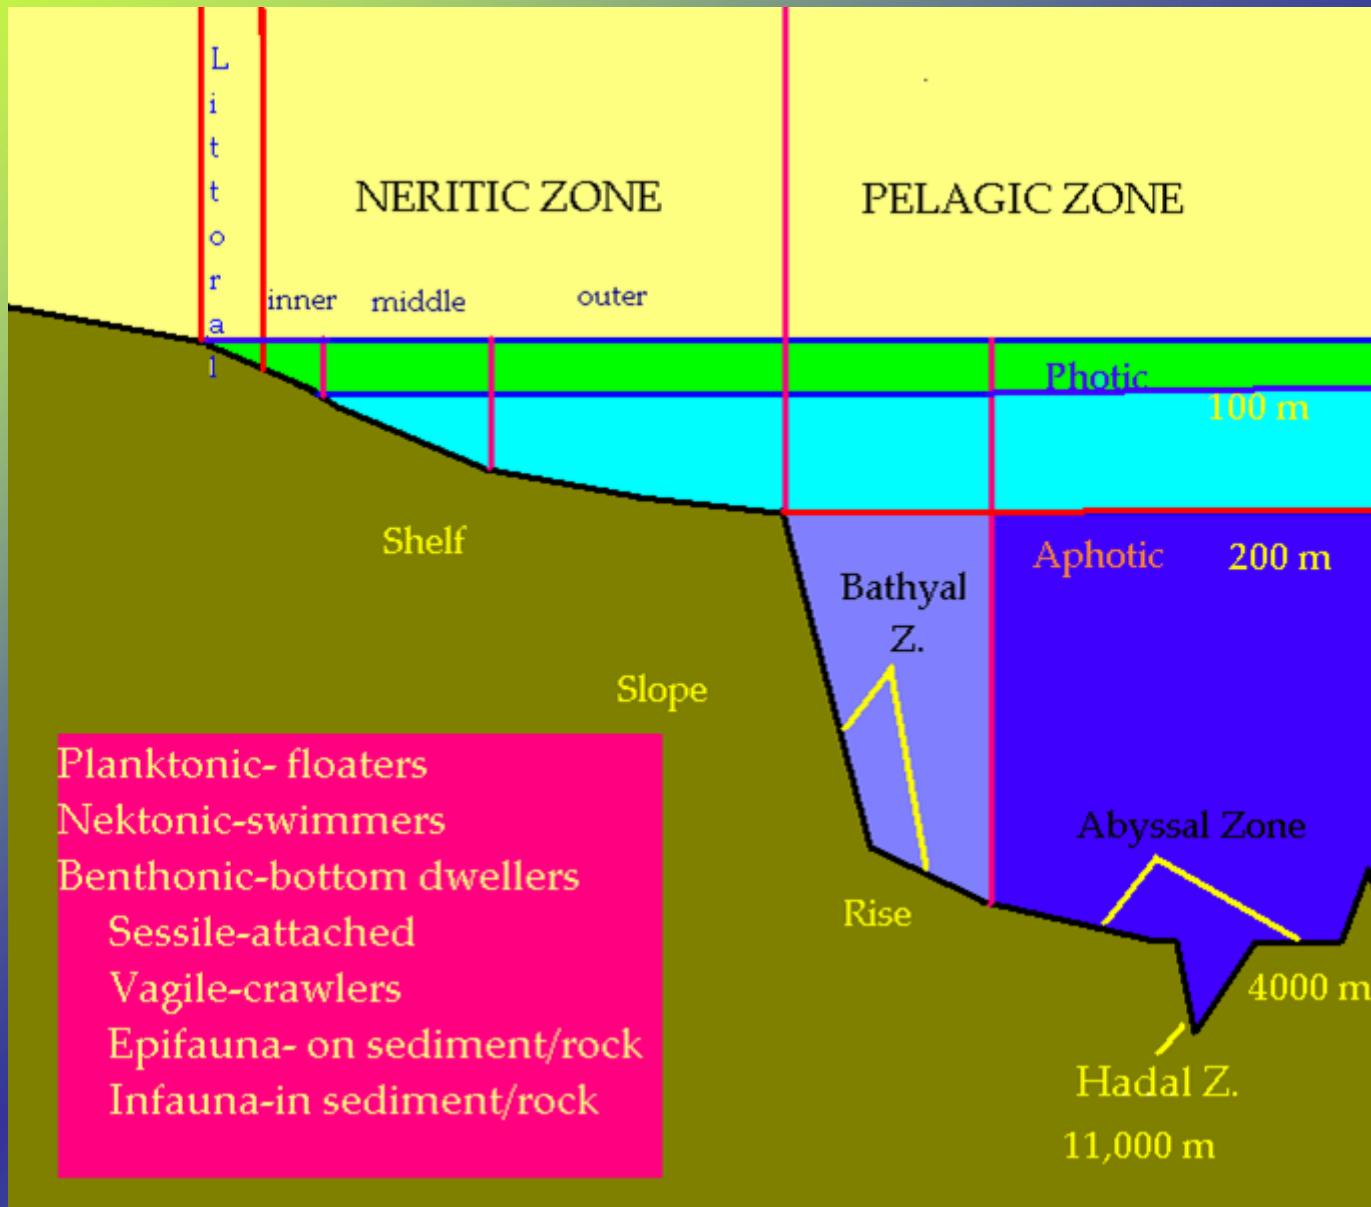 Littoral
NERITIC ZONE
PELAGIC ZONE
inner
middle
outer
Photic
100 m
Shelf
Aphotic
200 m
Bathyal
Z.
Slope
Planktonic- floaters
Nektonic-swimmers
Benthonic-bottom dwellers
Sessile-attached
Vagile-crawlers
Epifauna- on sediment/rock
Infauna-in sediment/rock
Abyssal Zone
Rise
4000 m
Hadal Z.
11,000 m